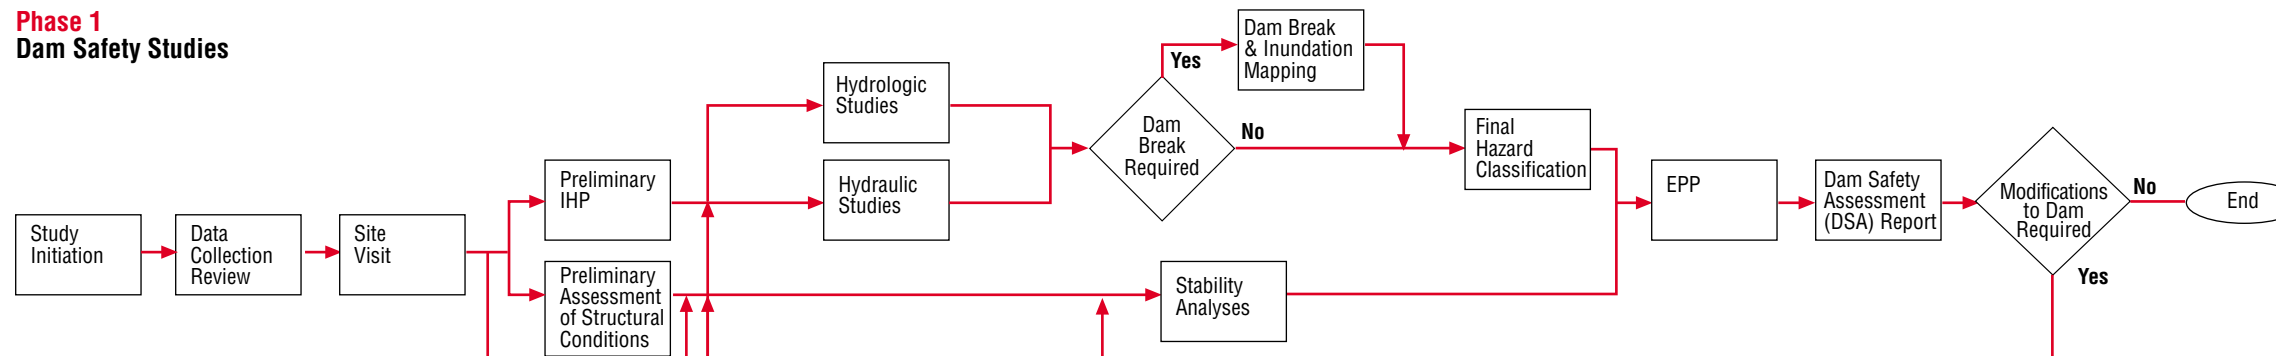 Phase 1
Dam Safety Studies
Study
Initiation
Data
Collection
Review
Site
Visit
Preliminary
IHP
Preliminary
Assessment
of Structural
Conditions
Hydrologic
Studies
Hydraulic
Studies
Dam
Break
Required
Yes
No
Dam Break
& Inundation
Mapping
Stability
Analyses
Final
Hazard
Classification
EPP
Dam Safety
Assessment
(DSA) Report
Modifications
to Dam
Required
No
Yes
End